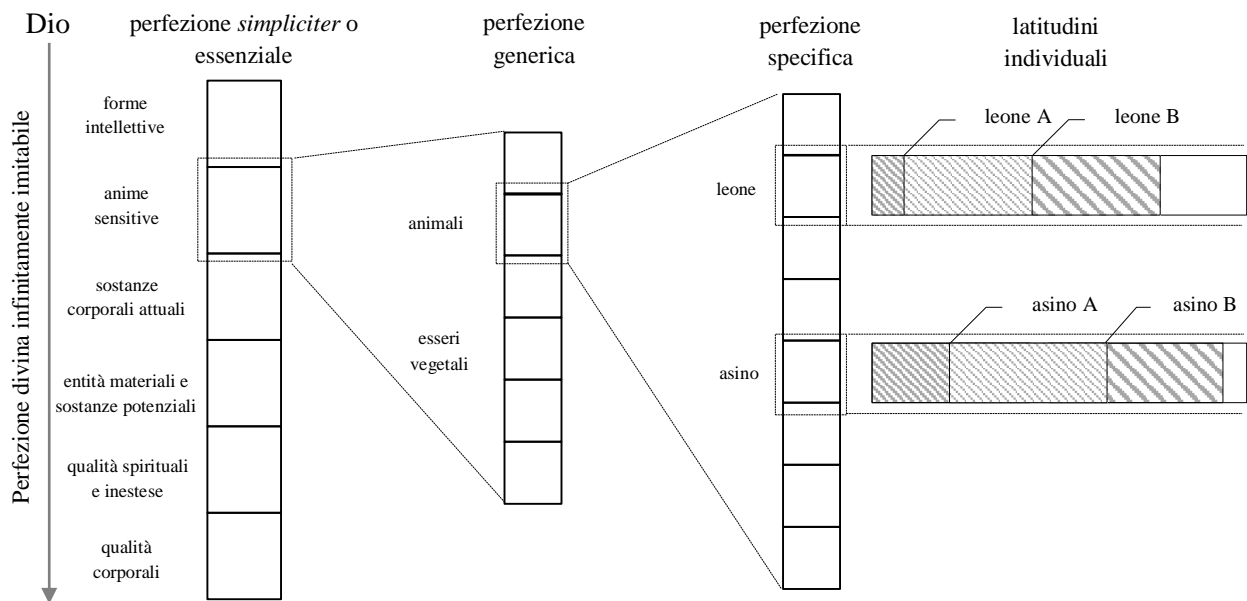 Dio
perfezione simpliciter o
essenziale
perfezione
generica
perfezione
specifica
latitudini
individuali
Perfezione divina infinitamente imitabile
forme
intellettive
anime
sensitive
sostanze
corporali attuali
entità materiali e
sostanze potenziali
qualità spirituali
e inestese
qualità
corporali
animali
esseri
vegetali
leone
asino
leone A
leone B
asino A
asino B